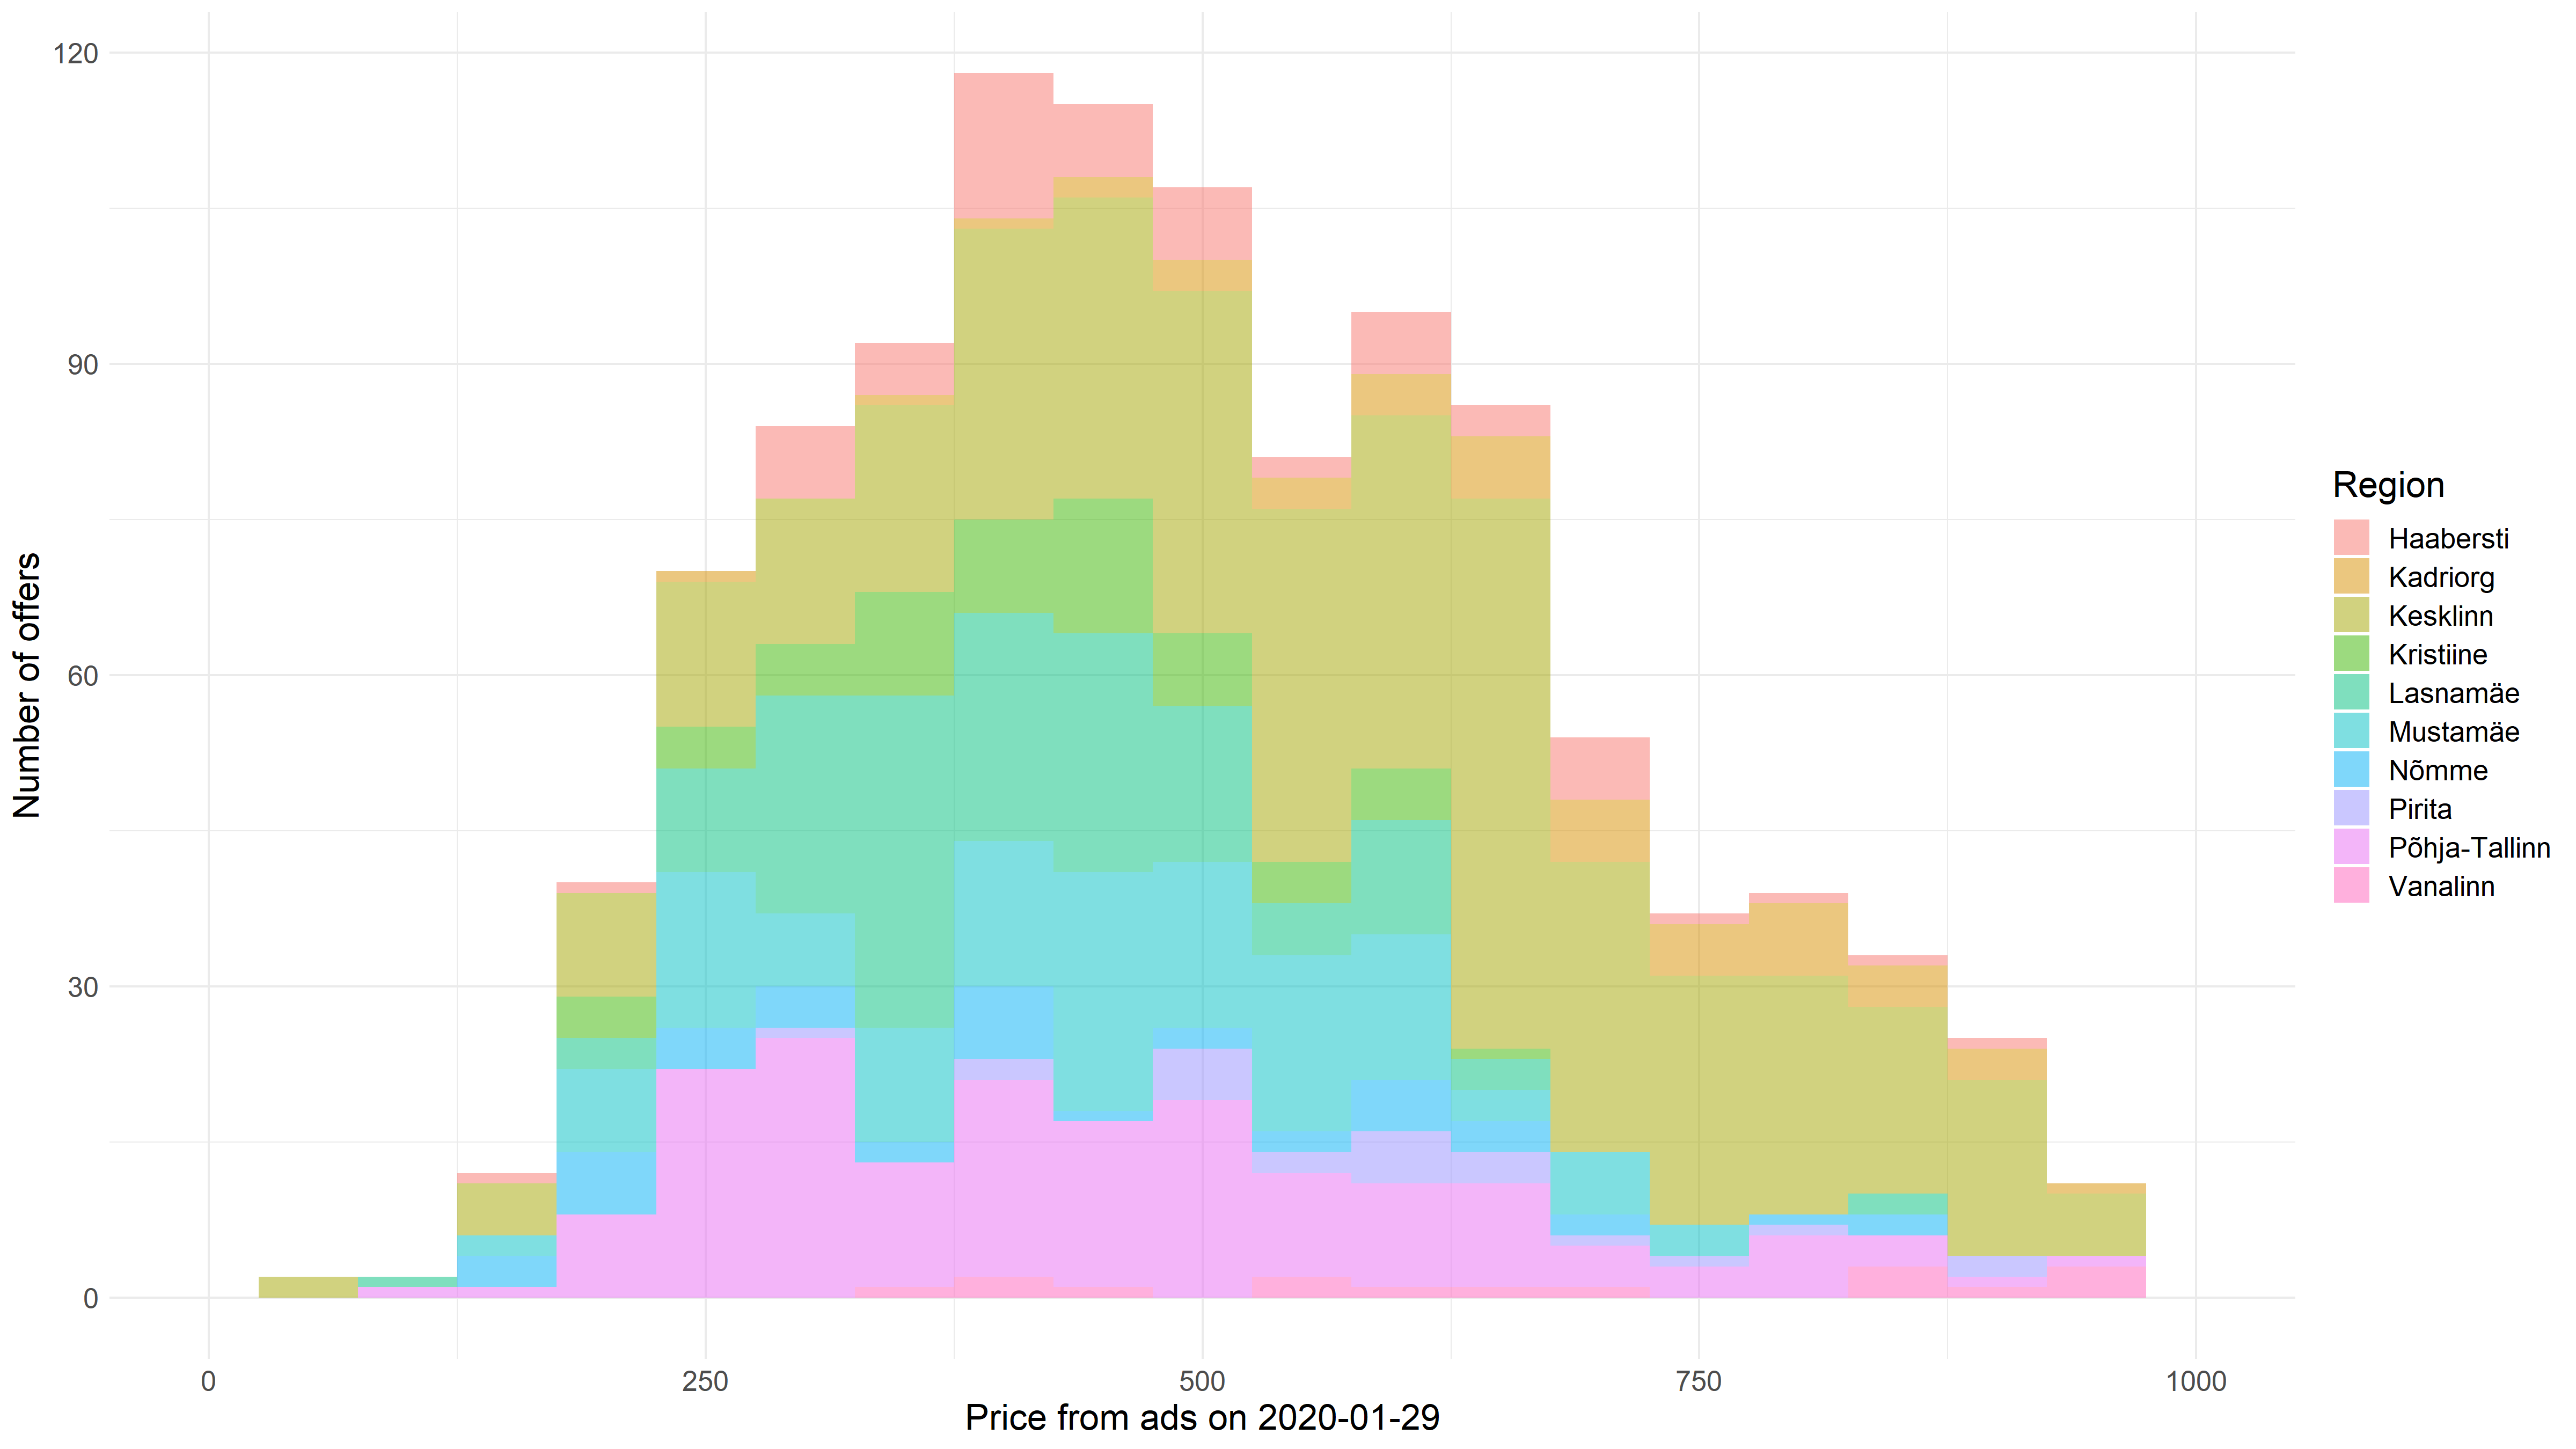 120
90
60
30
0
Number of offers
0
250
500
750
1000
Price from ads on 2020-01-29
Region
Haabersti
Kadriorg
Kesklinn
Kristiine
Lasnamäe
Mustamäe
Nõmme
Pirita
Põhja-Tallinn
Vanalinn